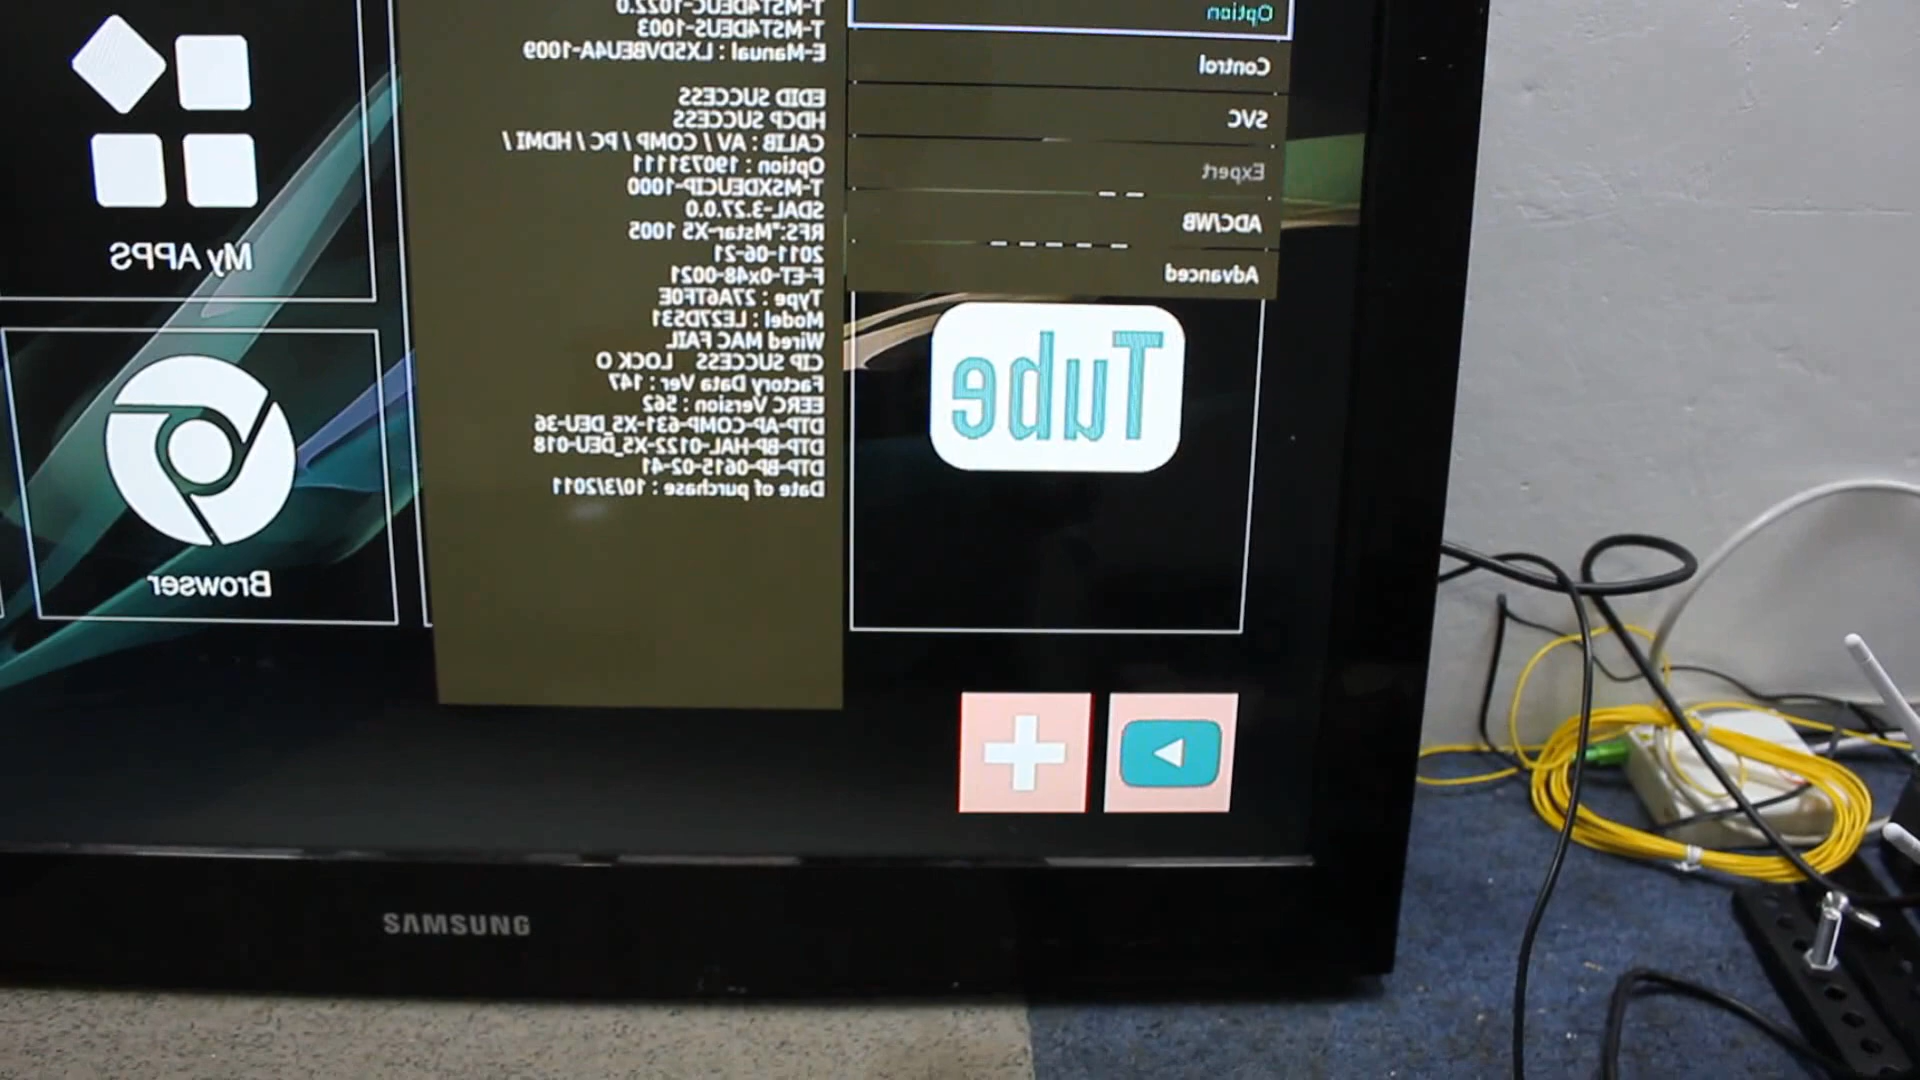 Option
Control
SVC
Expert
ADC/WB
Advanced
T-MST4DEUC-1022.0
T-MST4DEUS-1003
E-Manual : LX5DVBEU4A-1009
EDID SUCCESS
HDCP SUCCESS
CALIB : AV / COMP / PC / HDMI /
Option : 190731111
T-MSXDEUCIP-1000
SDAL-3.27.0.0
RFS:"Mstar-X5 1005
2011-06-21
F-ET-0x48-0021
Type : 27A6TF0E
Model : LE27D531
Wired MAC FAIL
CIP SUCCESS LOCK O
Factory Data Ver : 147
EERC Version : 562
DTP-AP-COMP-631-X5_DEU-36
DTP-BP-HAL-0122-X5_DEU-018
DTP-BP-0615-02-41
Date of purchase : 10/3/2011
Tube
My APPS
Browser
SAMSUNG